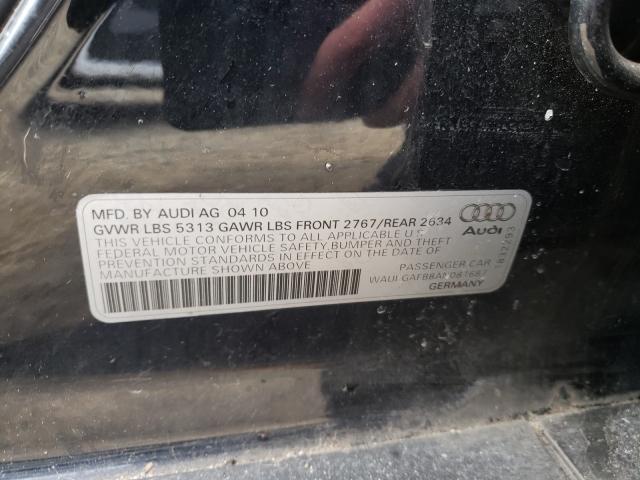 MFD. BY AUDI AG 04 10
GVWR LBS 5313 GAWR LBS FRONT 2767/REAR 2634
THIS VEHICLE CONFORMS TO ALL APPLICABLE U S
FEDERAL MOTOR VEHICLE SAFETY,BUMPER AND THEFT
PREVENTION STANDARDS IN EFFECT ON THE DATE OF
MANUFACTURE SHOWN ABOVE
Audi
PASSENGER CAR
GERMANY